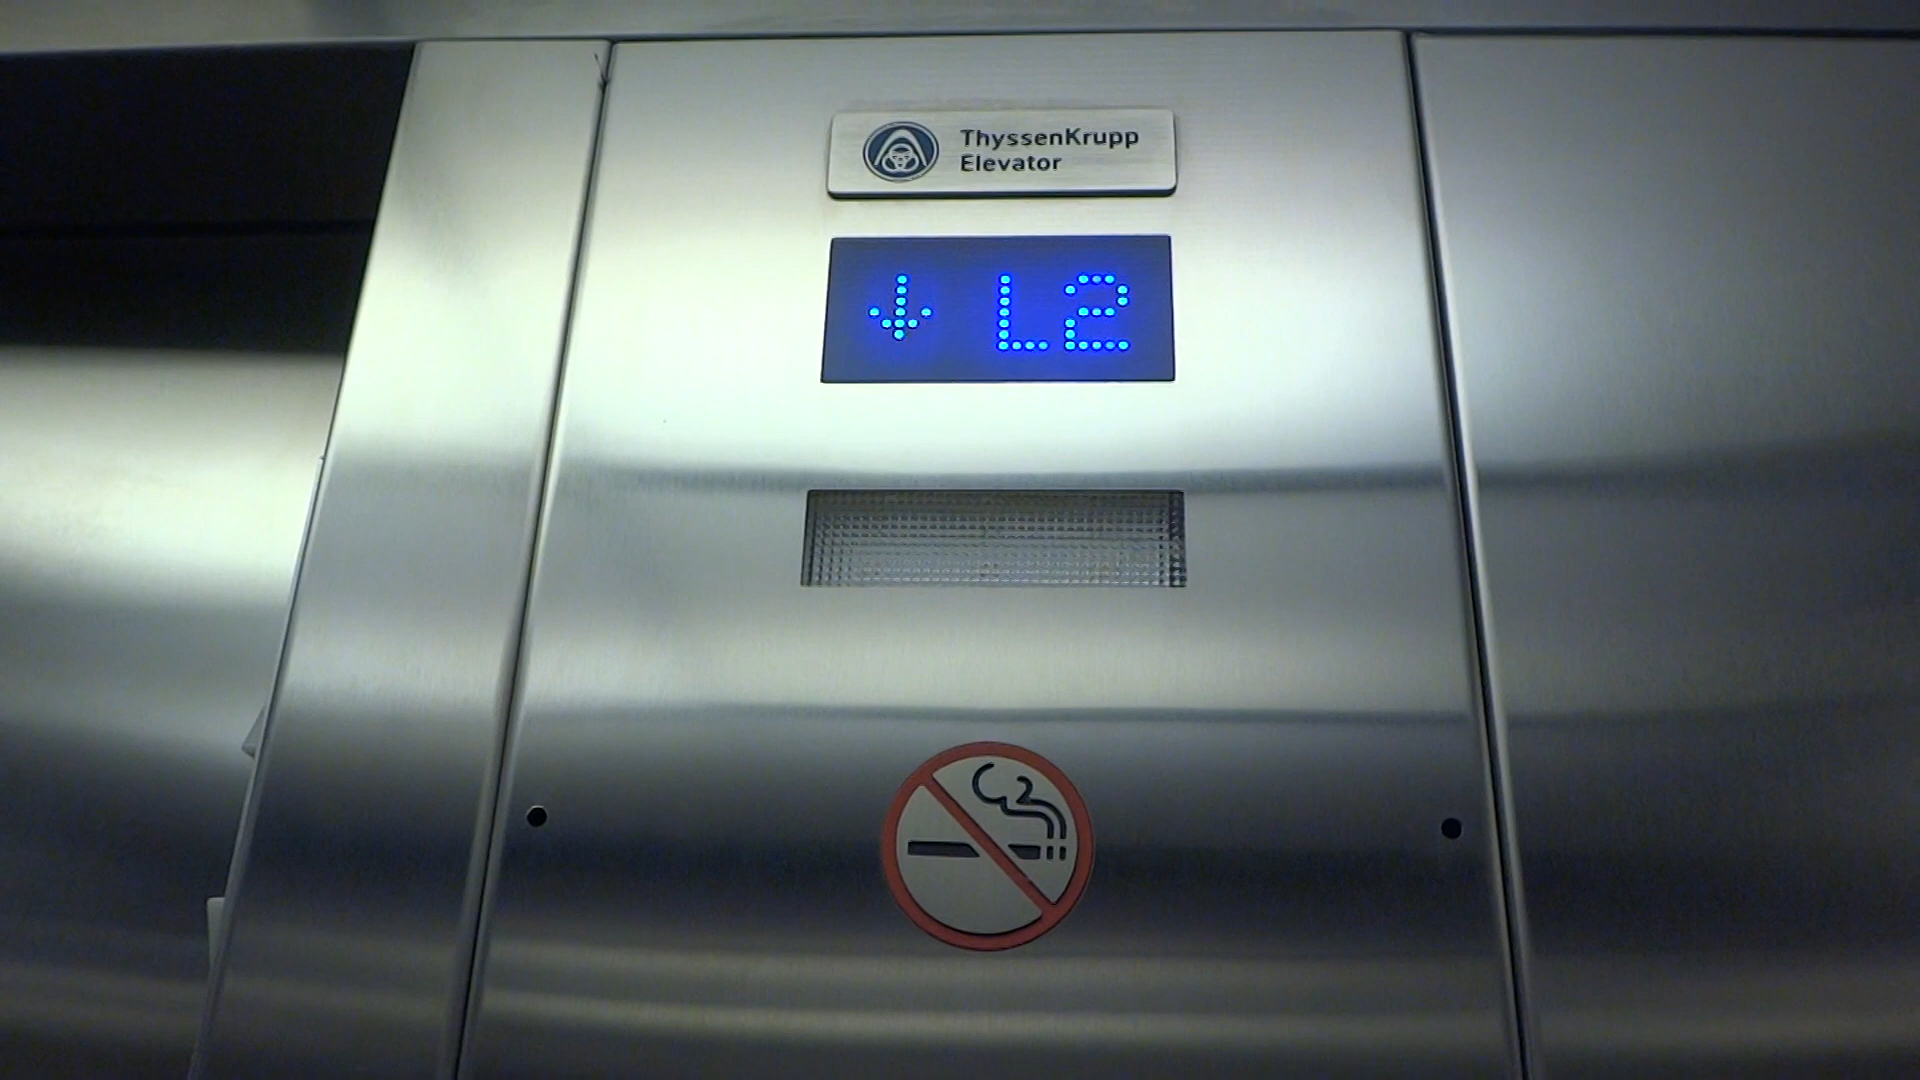 ThyssenKrupp
Elevator
↓ L2